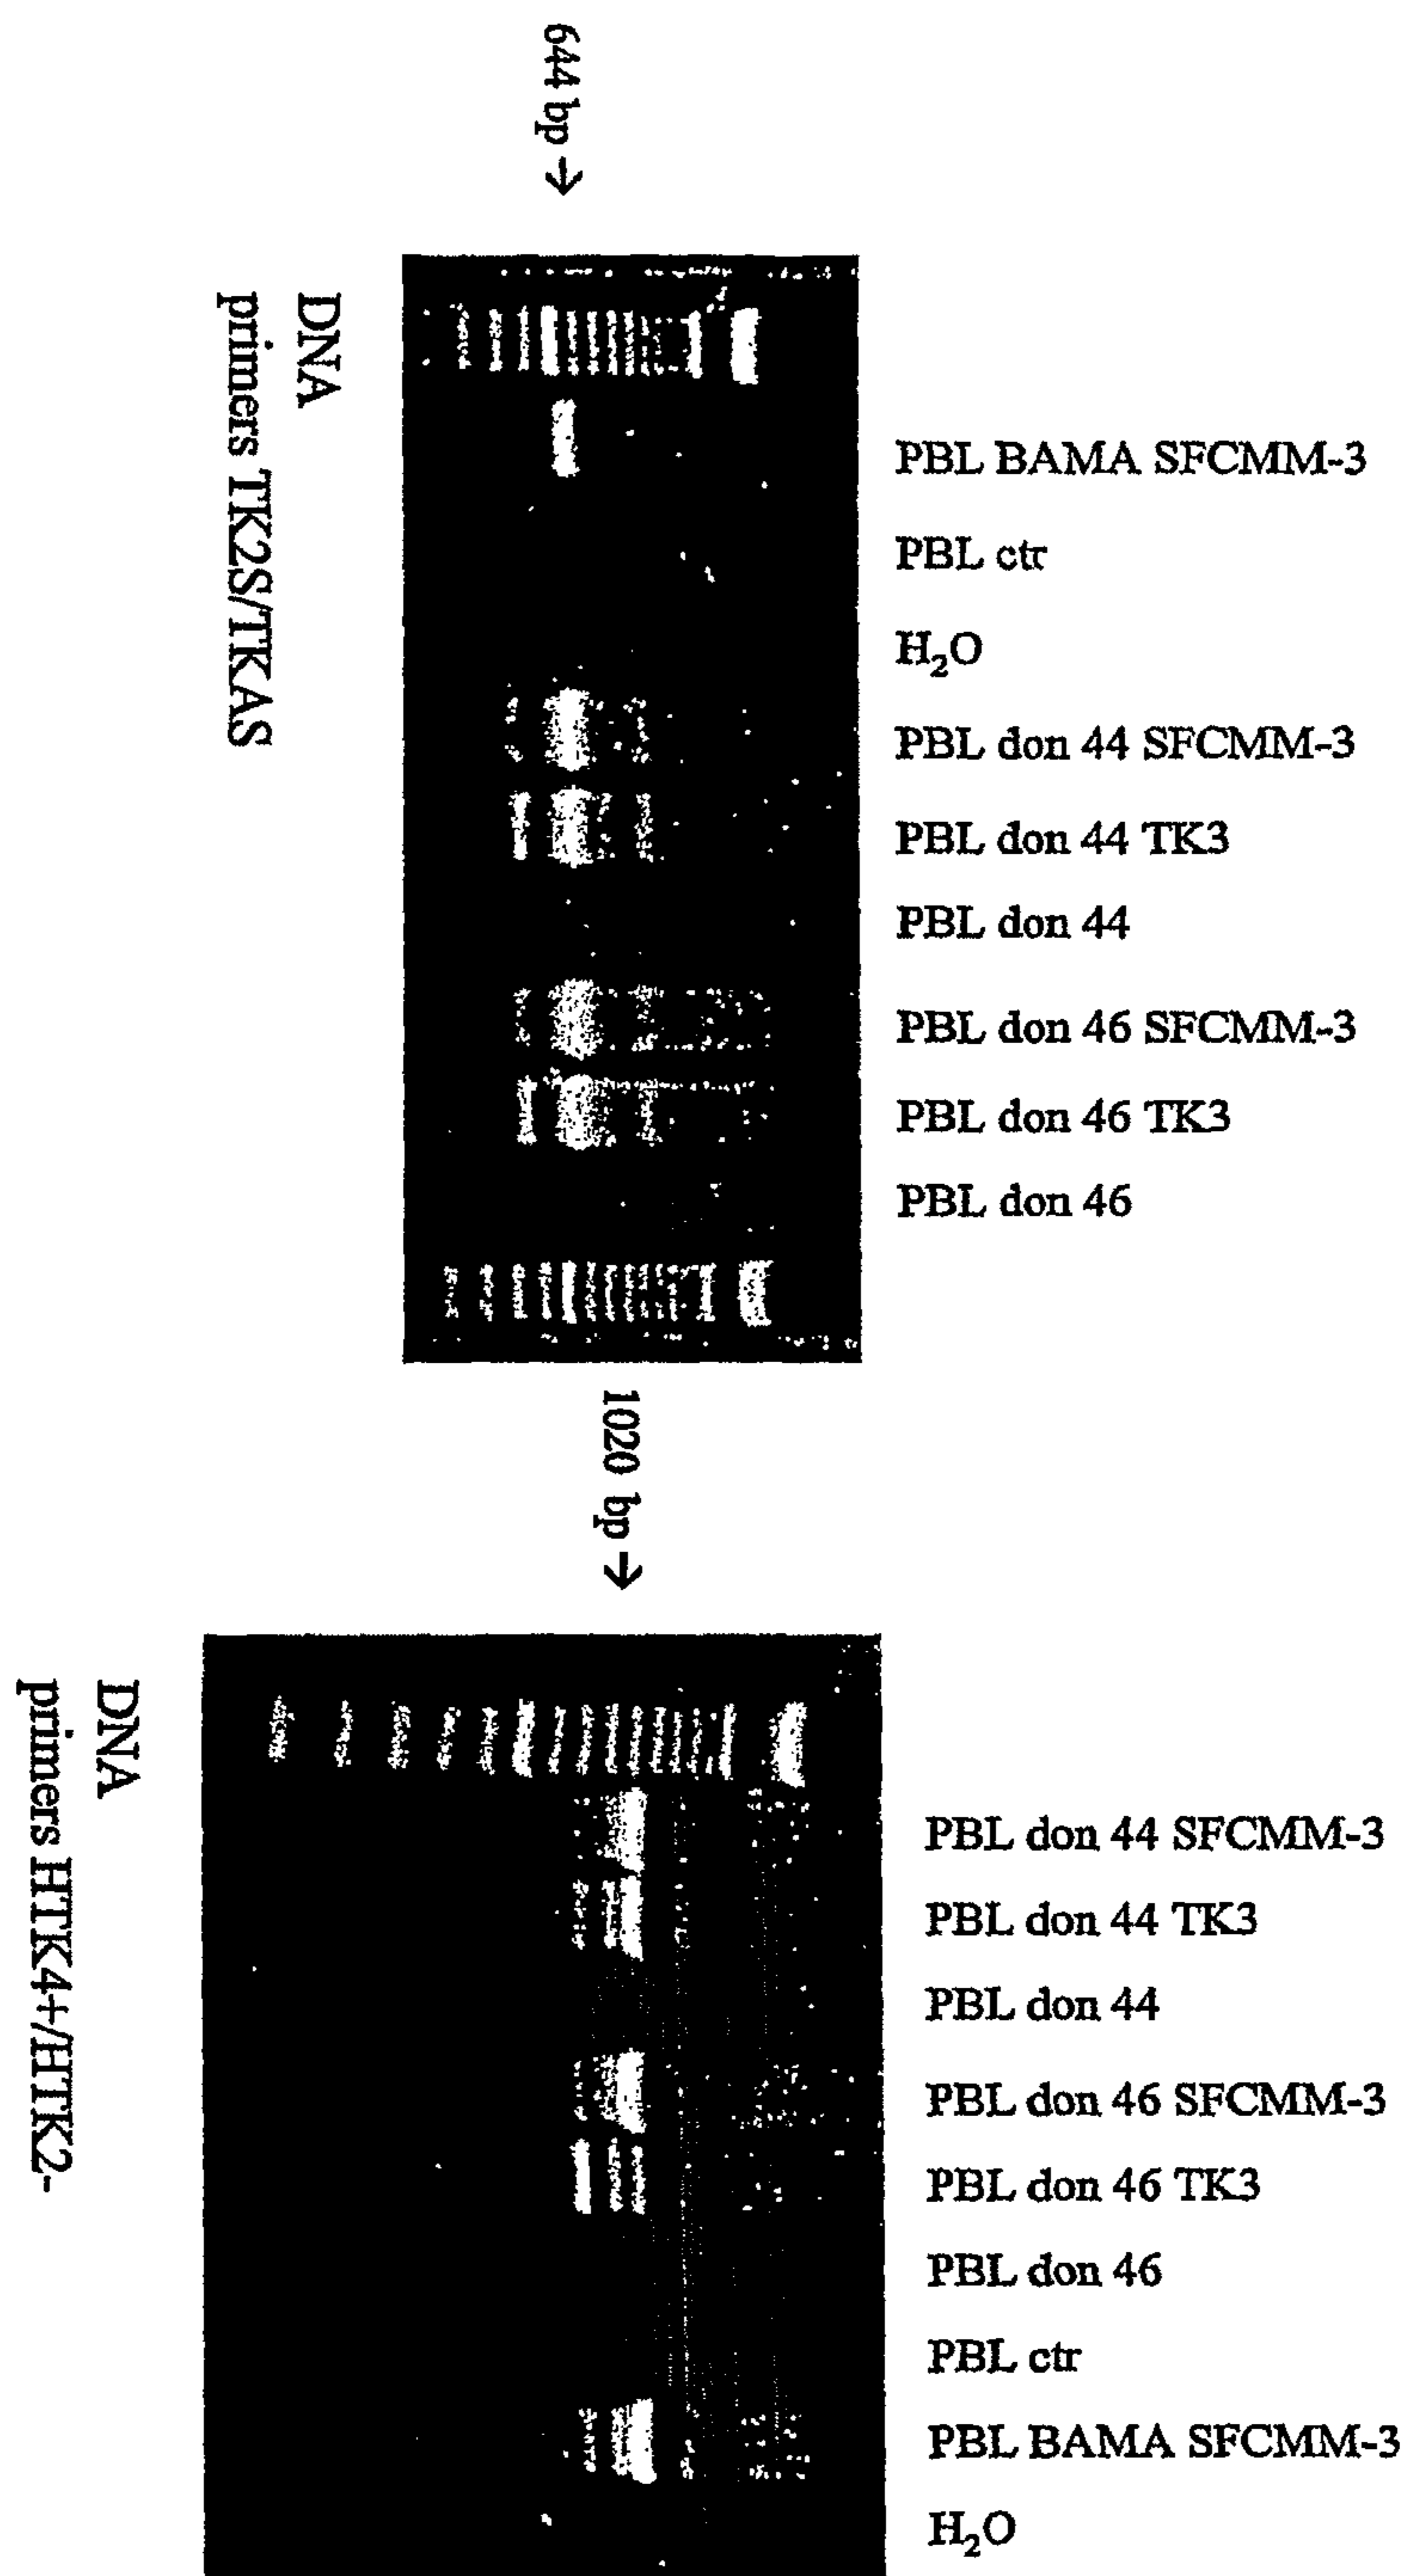 644 bp →
PBL BAMA SFCMM-3
PBL ctr
H₂O
PBL don 44 SFCMM-3
PBL don 44 TK3
PBL don 44
PBL don 46 SFCMM-3
PBL don 46 TK3
PBL don 46
DNA
primers TK2S/TKAS
1020 bp →
PBL don 44 SFCMM-3
PBL don 44 TK3
PBL don 44
PBL don 46 SFCMM-3
PBL don 46 TK3
PBL don 46
PBL ctr
PBL BAMA SFCMM-3
H₂O
DNA
primers HTK4+/HTK2-